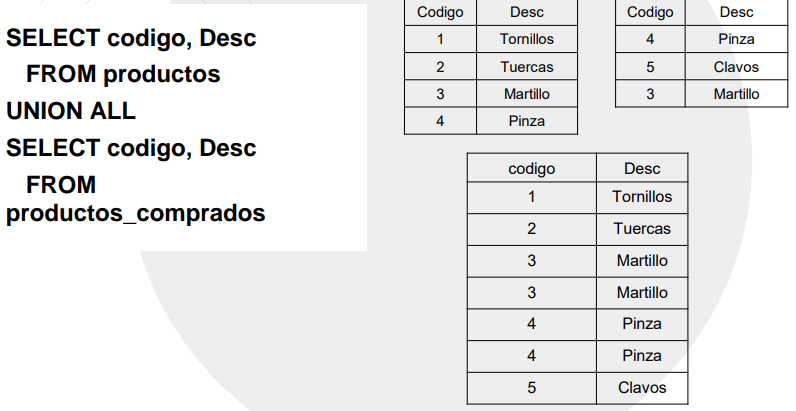 SELECT codigo, Desc
FROM productos
UNION ALL
SELECT codigo, Desc
FROM
productos_comprados
Codigo Desc
1 Tornillos
2 Tuercas
3 Martillo
4 Pinza
Codigo Desc
4 Pinza
5 Clavos
3 Martillo
codigo Desc
1 Tornillos
2 Tuercas
3 Martillo
3 Martillo
4 Pinza
4 Pinza
5 Clavos